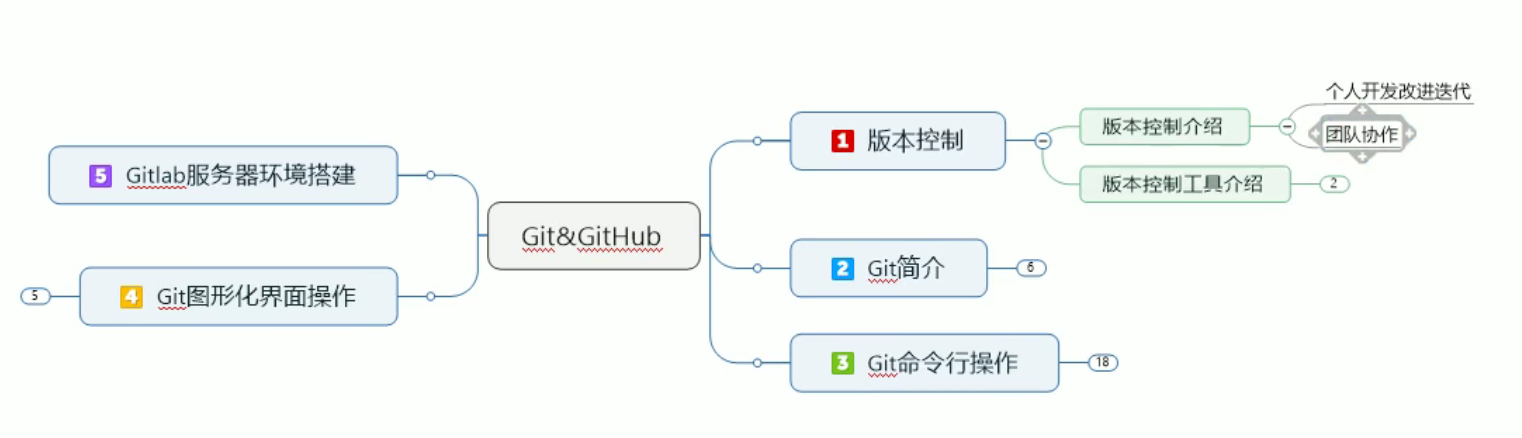 Git&GitHub
1 版本控制
版本控制介绍
个人开发改进迭代
团队协作
版本控制工具介绍
2
2 Git简介
6
3 Git命令行操作
18
4 Git图形化界面操作
5
5 Gitlab服务器环境搭建